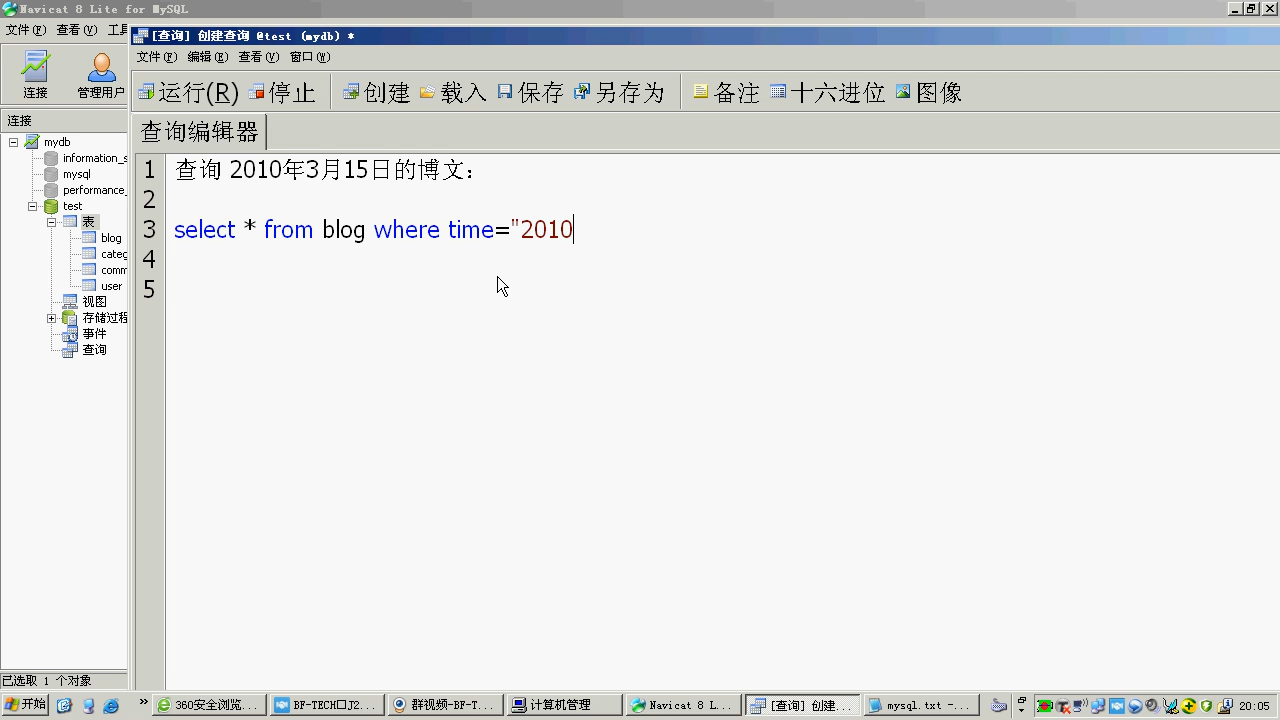 Navicat 8 Lite for MySQL
文件(F) 查看(V) 工具
[查询] 创建查询 @test (mydb) *
文件(F) 编辑(E) 查看(V) 窗口(W)
连接 管理用户
运行(R) 停止 创建 载入 保存 另存为 备注 十六进位 图像
连接
查询编辑器
mydb
information_s
mysql
performance_
test
表
blog
categ
comm
user
视图
存储过程
事件
查询
1 查询 2010年3月15日的博文:
2
3 select * from blog where time="2010
4
5
已选取 1 个对象
开始 360安全浏览... BF-TECH口J2... 群视频-BF-T... 计算机管理 Navicat 8 L... [查询] 创建... mysql.txt -... 20:05